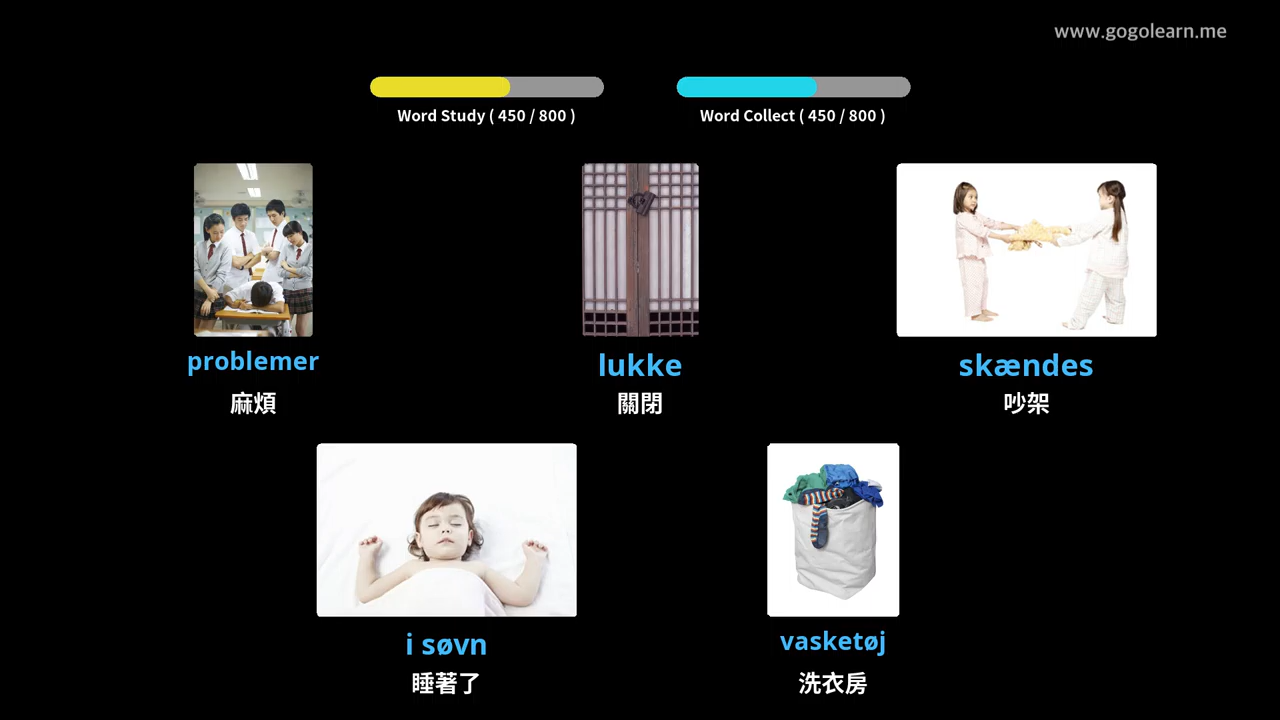 www.gogolearn.me
Word Study ( 450 / 800 )
Word Collect ( 450 / 800 )
problemer
麻煩
lukke
關閉
skændes
吵架
i søvn
睡著了
vasketøj
洗衣房